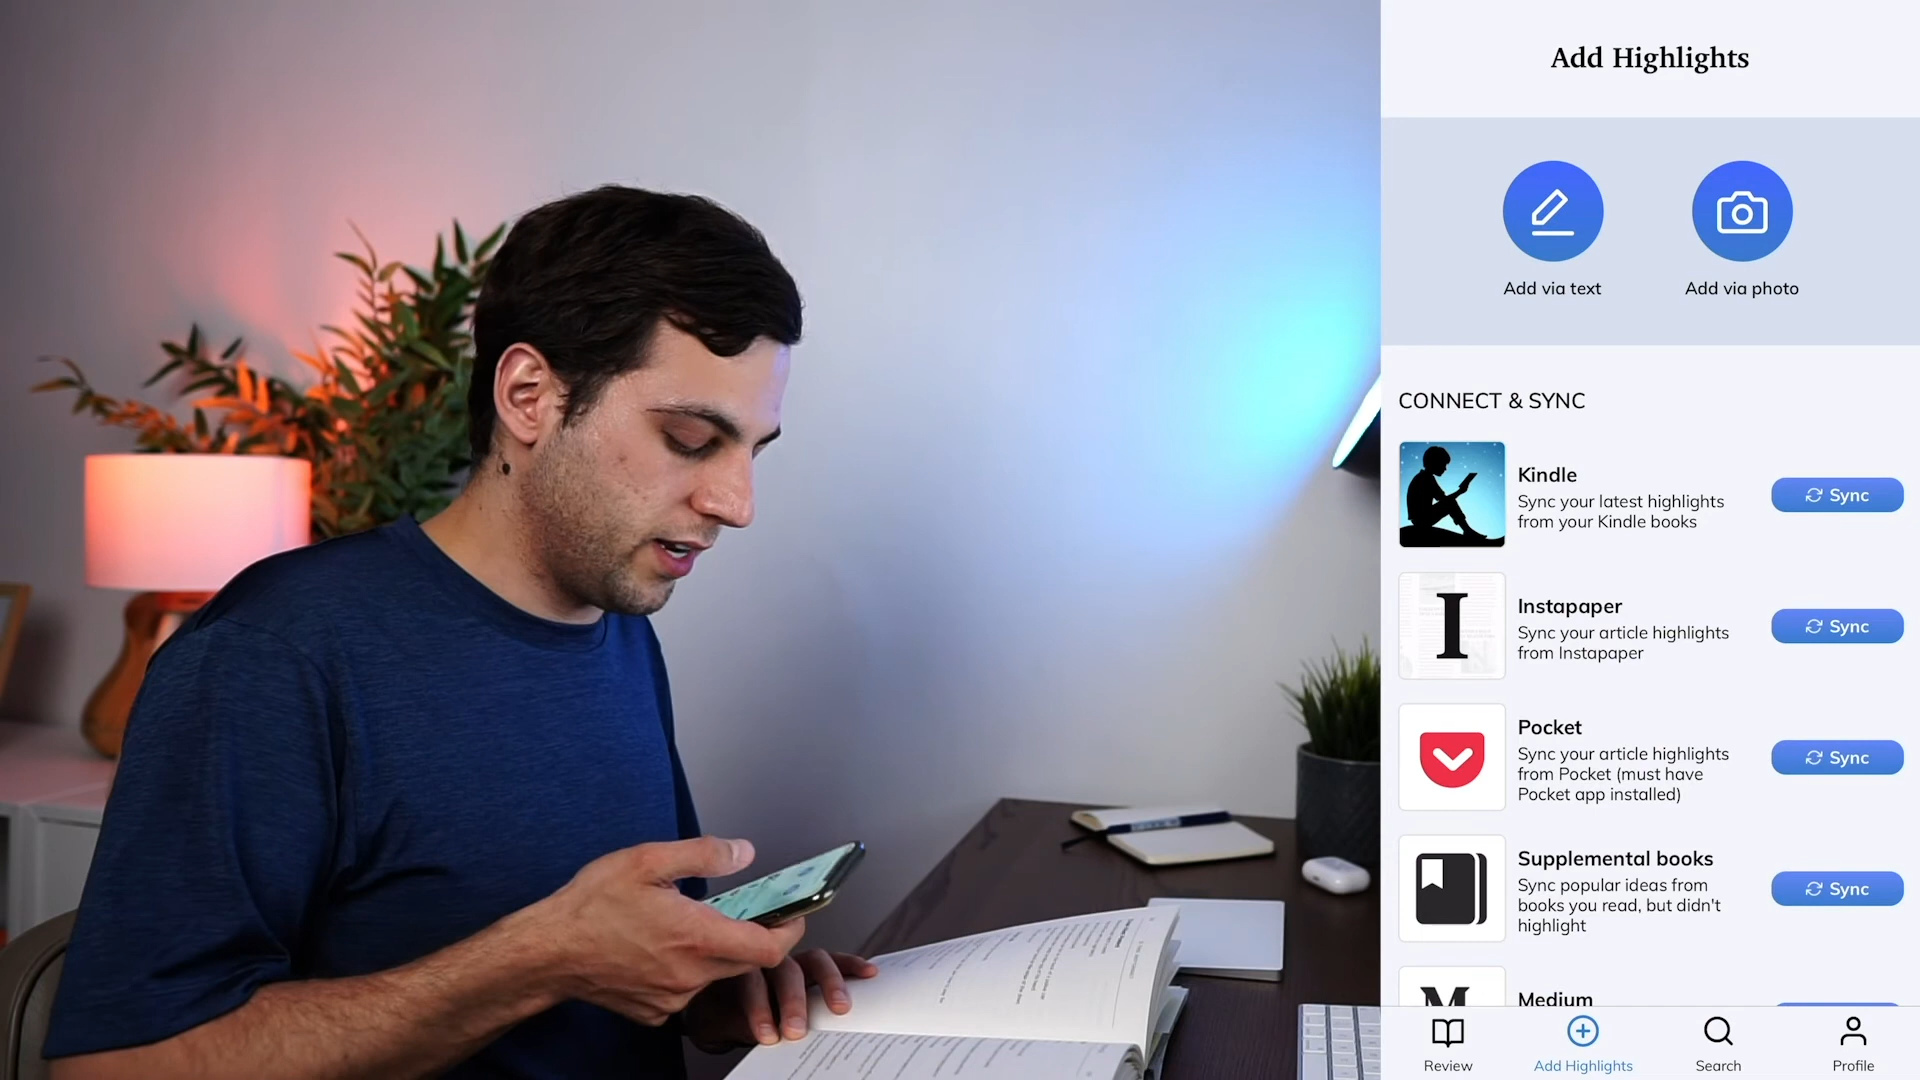 Add Highlights
Add via text
Add via photo
CONNECT & SYNC
Kindle
Sync your latest highlights
from your Kindle books
Sync
I
Instapaper
Sync your article highlights
from Instapaper
Sync
Pocket
Sync your article highlights
from Pocket (must have
Pocket app installed)
Sync
Supplemental books
Sync popular ideas from
books you read, but didn't
highlight
Sync
M
Medium
Review
Add Highlights
Search
Profile